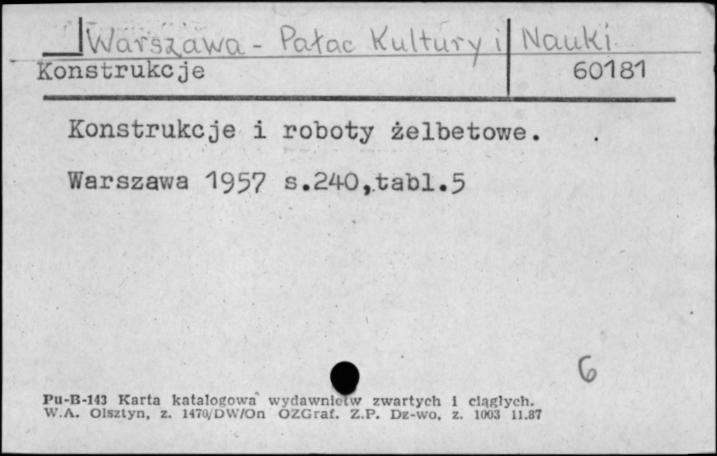 Warszawa - Pałac Kultury i Nauki
Konstrukcje 60181
Konstrukcje i roboty żelbetowe.
Warszawa 1957 s.240,tabl.5
6
Pu-B-143 Karta katalogowa wydawnictw zwartych i ciągłych.
W.A. Olsztyn, z. 1470/DW/On OZGraf. Z.P. Dz-wo, z. 1003 11.87